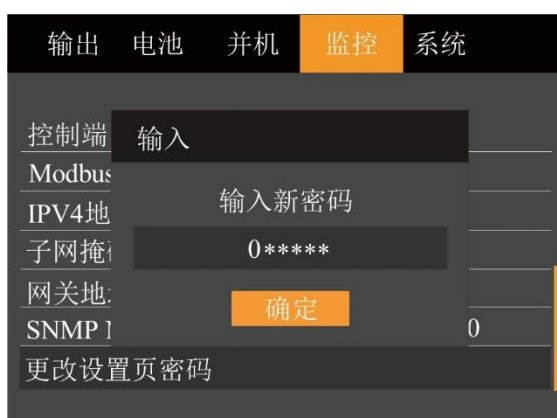 输出 电池 并机 监控 系统
控制端
输入
Modbus
输入新密码
IPV4地
子网掩
0*****
网关地
确定
SNMP
0
更改设置页密码